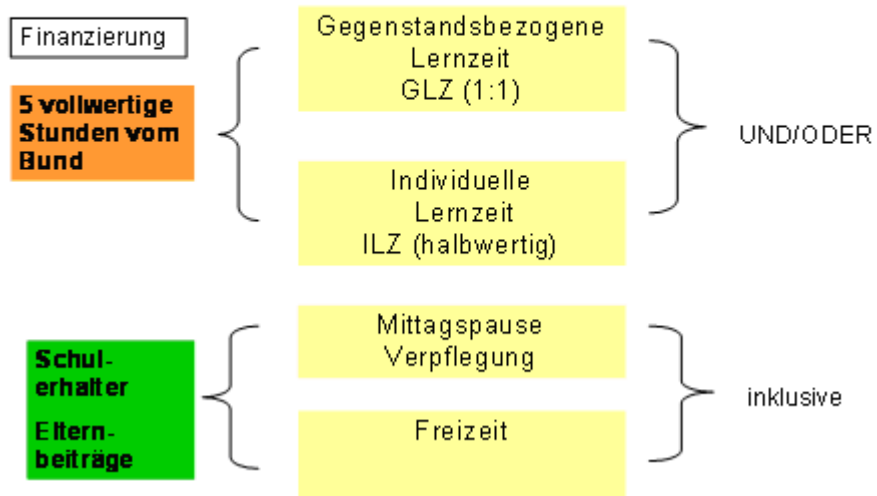 Finanzierung
Gegenstandsbezogene
Lernzeit
GLZ (1:1)
5 vollwertige
Stunden vom
Bund
UND/ODER
Individuelle
Lernzeit
ILZ (halbwertig)
Mittagspause
Verpflegung
Schul-
erhalter
Eltern-
beiträge
inklusive
Freizeit